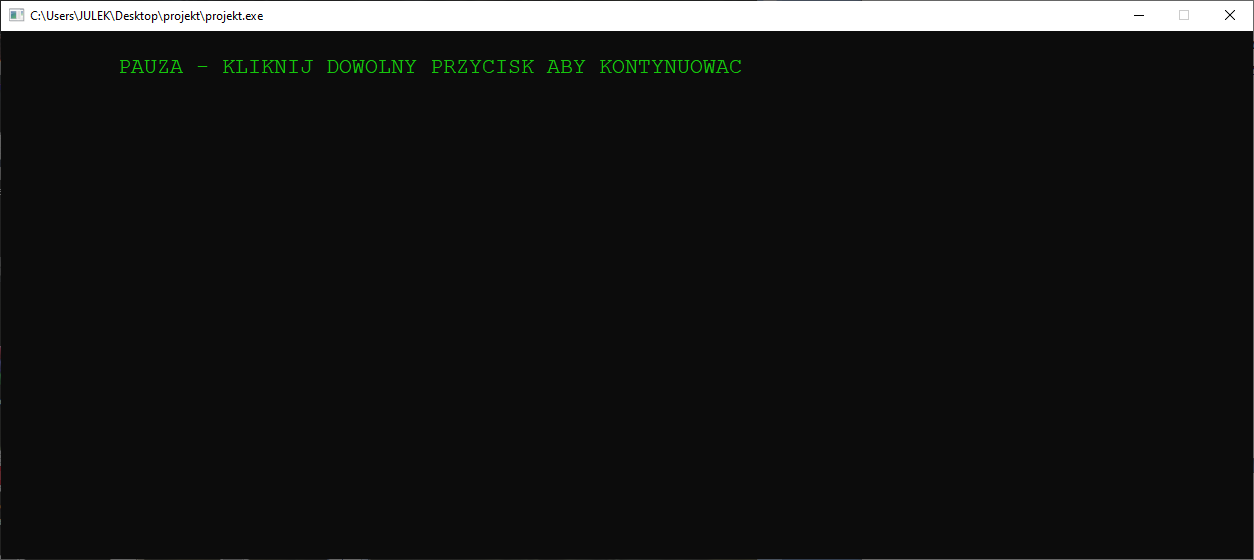 C:\Users\JULEK\Desktop\projekt\projekt.exe
PAUZA - KLIKNIJ DOWOLNY PRZYCISK ABY KONTYNUOWAC